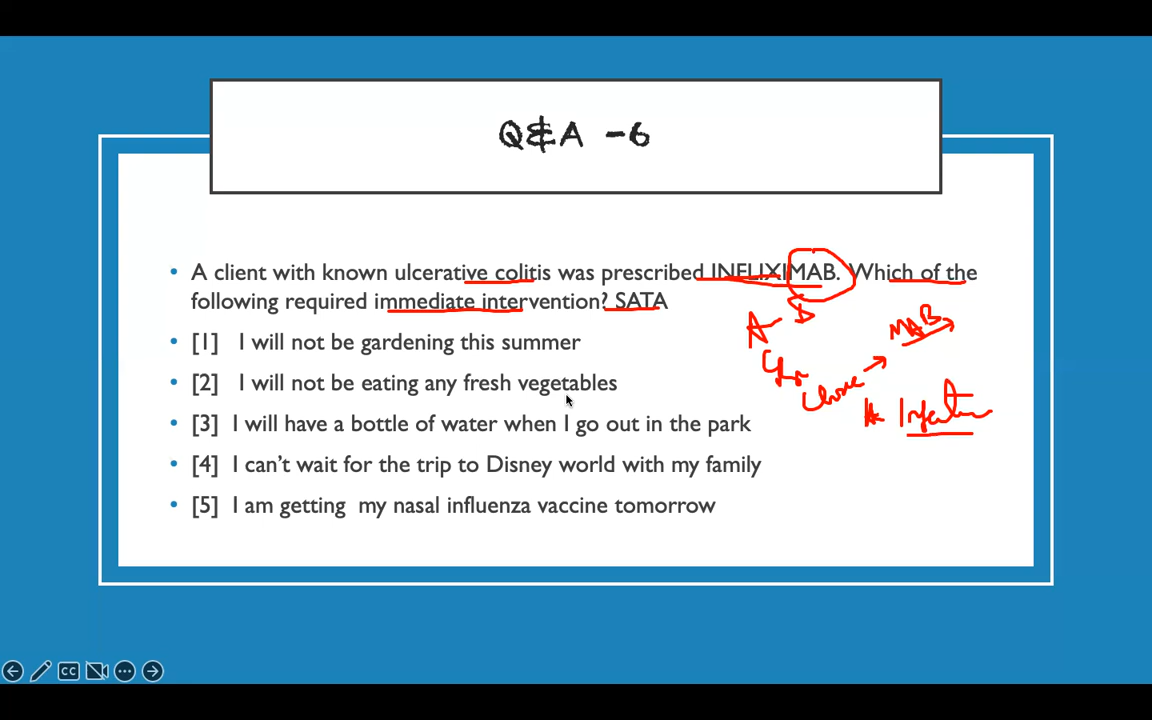 Q&A -6
• A client with known ulcerative colitis was prescribed INFLIXIMAB. Which of the
following required immediate intervention? SATA
• [1] I will not be gardening this summer
• [2] I will not be eating any fresh vegetables
• [3] I will have a bottle of water when I go out in the park
• [4] I can't wait for the trip to Disney world with my family
• [5] I am getting my nasal influenza vaccine tomorrow
MAB
Infection
CC